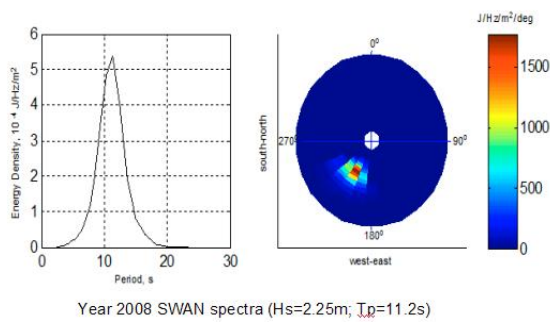 J/Hz/m²/deg
6
5
4
3
2
1
0
0 10 20 30
Energy Density, 10⁻⁴ J/Hz/m²
Period, s
0⁰
270⁰
90⁰
180⁰
south-north
west-east
1500
1000
500
0
Year 2008 SWAN spectra (Hs=2.25m; Tp=11.2s)